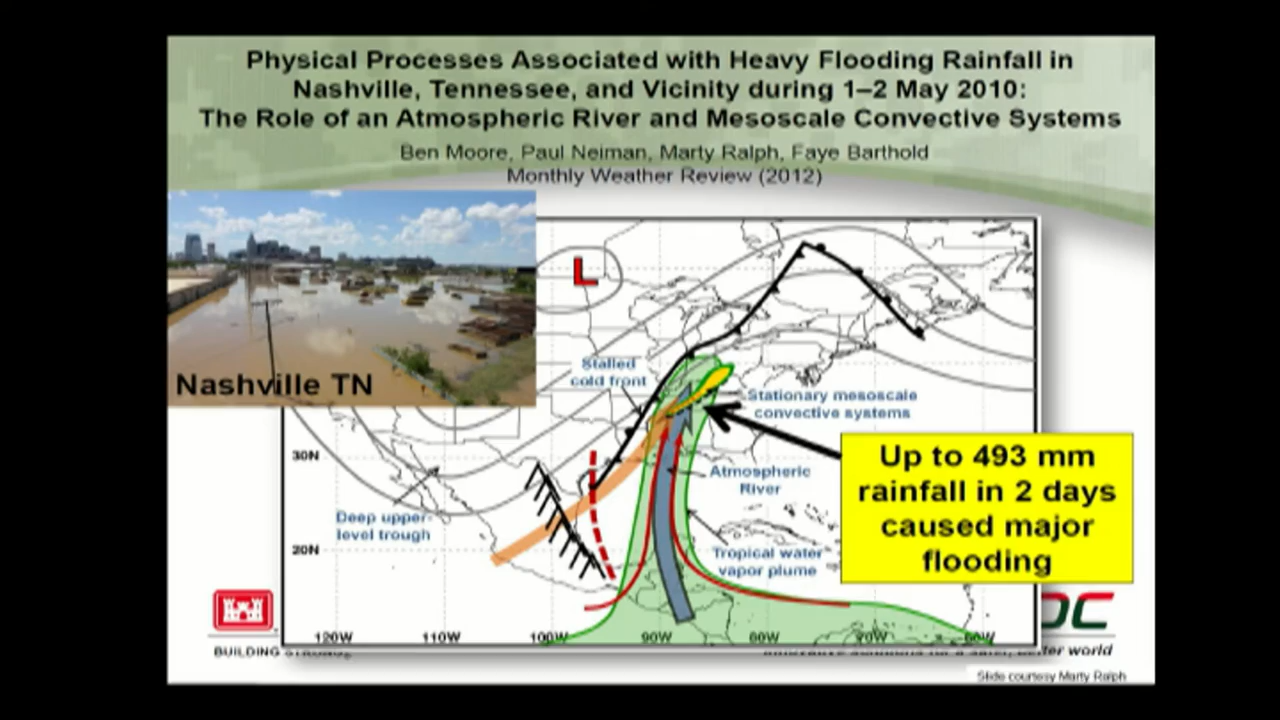 Physical Processes Associated with Heavy Flooding Rainfall in
Nashville, Tennessee, and Vicinity during 1–2 May 2010:
The Role of an Atmospheric River and Mesoscale Convective Systems
Ben Moore, Paul Neiman, Marty Ralph, Faye Barthold
Monthly Weather Review (2012)
L
Nashville TN
Stalled
cold front
Stationary mesoscale
convective systems
Up to 493 mm
rainfall in 2 days
caused major
flooding
30N
Atmospheric
River
Deep upper-
level trough
20N
Tropical water
vapor plume
120W 110W 100W 90W 80W 70W 60W
BUILDING STRONG
better world
Slide courtesy Marty Ralph